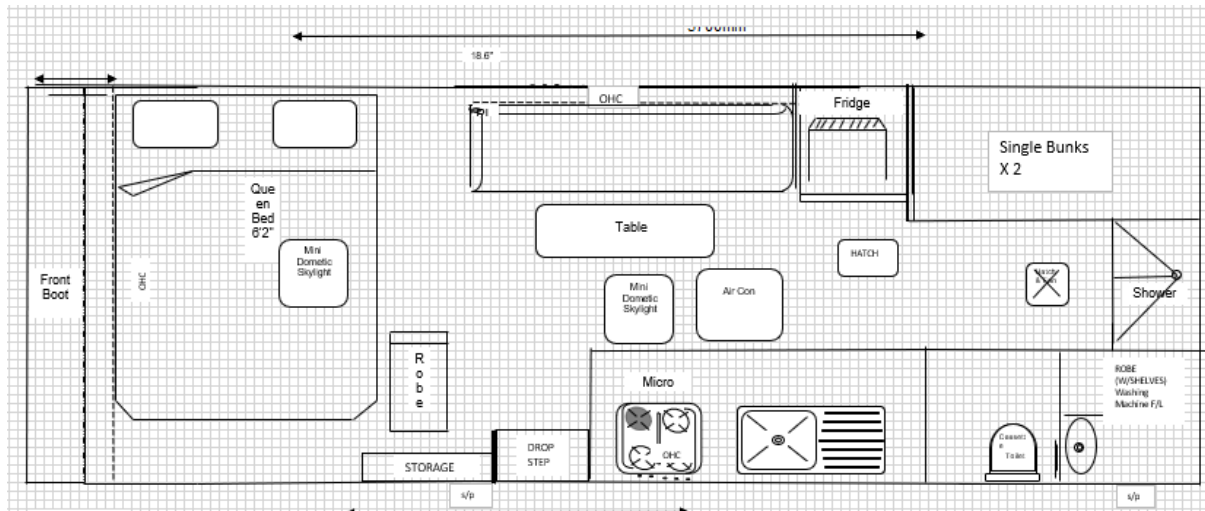 18.6"
OHC
Fridge
Single Bunks
X 2
Que
en
Bed
6'2"
Table
Mini
Dometic
Skylight
HATCH
Front
Boot
OHC
Mini
Dometic
Skylight
Air Con
Shower
R
o
b
e
Micro
ROBE
(W/SHELVES)
Washing
Machine F/L
OHC
DROP
STEP
STORAGE
Toilet
s/p
s/p